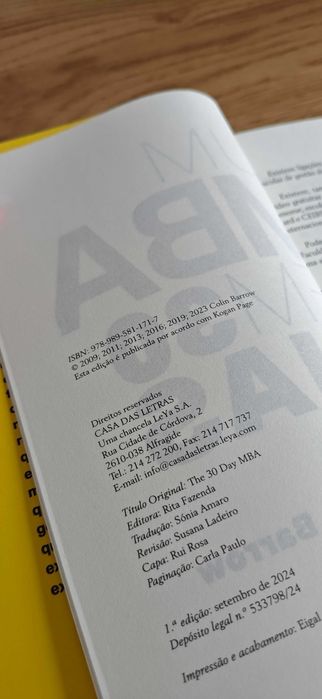 ISBN: 978-989-581-171-7
© 2009; 2011; 2013; 2016; 2019; 2023 Colin Barrow
Esta edição é publicada por acordo com Kogan Page
Direitos reservados
CASA DAS LETRAS
Uma chancela LeYa S.A.
Rua Cidade de Córdova, 2
2610-038 Alfragide
Tel.: 214 272 200, Fax: 214 717 737
E-mail: info@casadasletras.leya.com
Título Original: The 30 Day MBA
Editora: Rita Fazenda
Tradução: Sónia Amaro
Revisão: Susana Ladeiro
Capa: Rui Rosa
Paginação: Carla Paulo
1.ª edição: setembro de 2024
Depósito legal n.º 533798/24
Impressão e acabamento: Eigal
Existem ligações